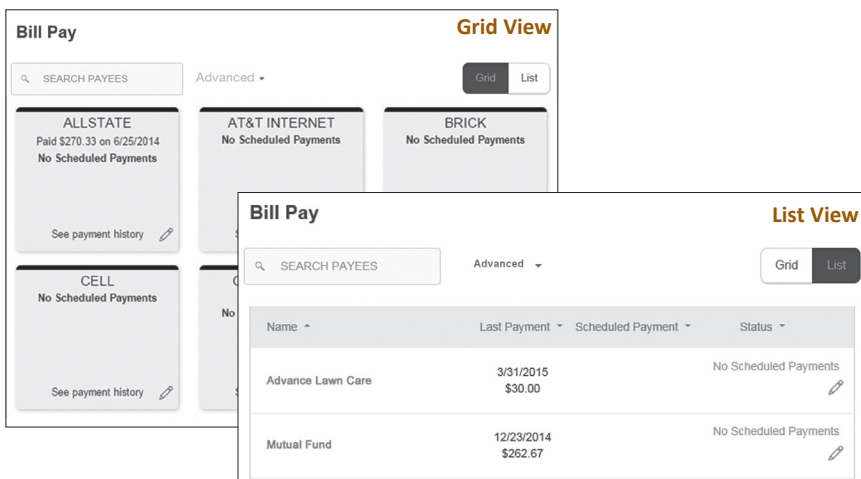 Bill Pay
Grid View
SEARCH PAYEES
Advanced
Grid
List
ALLSTATE
Paid $270.33 on 6/25/2014
No Scheduled Payments
See payment history
AT&T INTERNET
No Scheduled Payments
BRICK
No Scheduled Payments
CELL
No Scheduled Payments
See payment history
No
Bill Pay
List View
SEARCH PAYEES
Advanced
Grid
List
Name
Last Payment
Scheduled Payment
Status
Advance Lawn Care
3/31/2015
$30.00
No Scheduled Payments
Mutual Fund
12/23/2014
$262.67
No Scheduled Payments